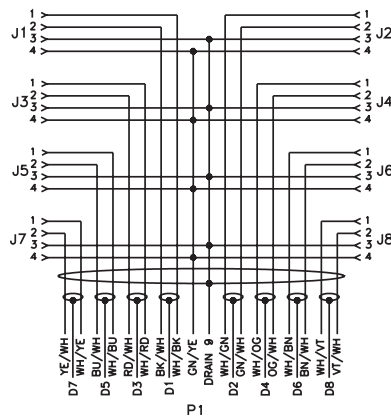 1 1
J1 2 2 J2
3 3
4 4
1 1
J3 2 2 J4
3 3
4 4
1 1
J5 2 2 J6
3 3
4 4
1 1
J7 2 2 J8
3 3
4 4
YE/WH
D7
WH/YE
BU/WH
D5
WH/BU
RD/WH
D3
WH/RD
BK/WH
D1
WH/BK
GN/YE
DRAIN 9
WH/GN
D2
GN/WH
WH/OG
D4
OG/WH
WH/BN
D6
BN/WH
WH/VT
D8
VT/WH
P1